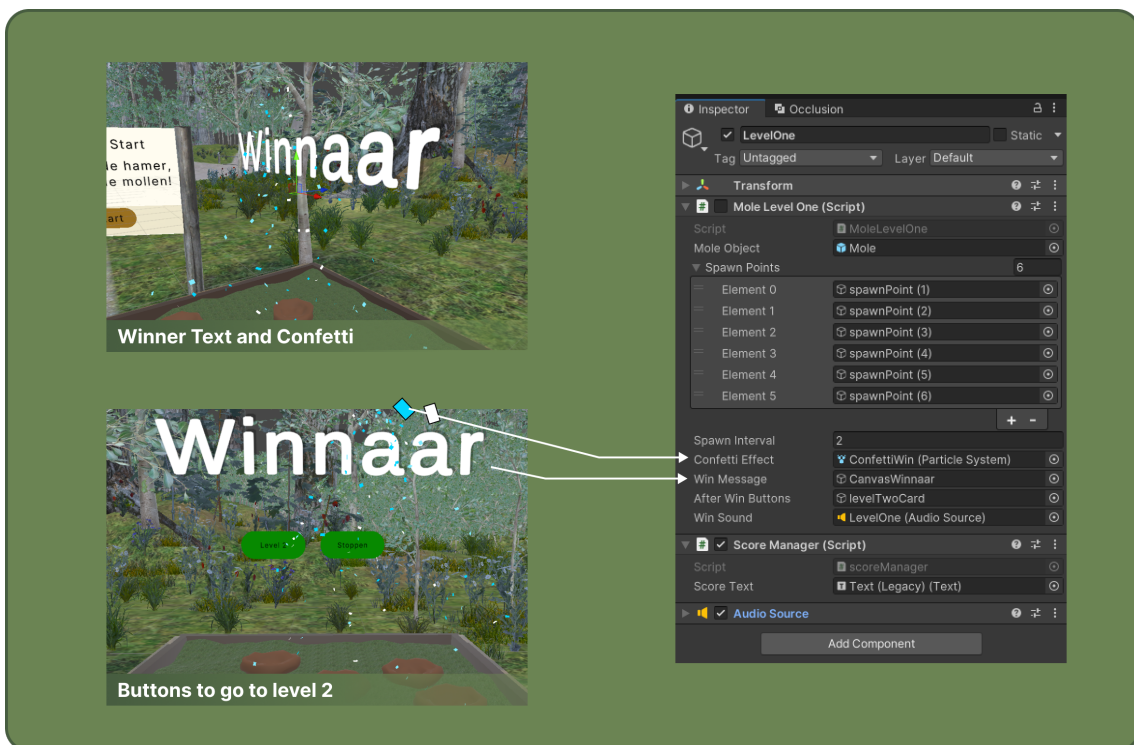 Start
hamer,
mollen!
Winnaar
Winner Text and Confetti
Winnaar
Level 2
Stoppen
Buttons to go to level 2
Inspector Occlusion
LevelOne Static
Tag Untagged Layer Default
Transform
Mole Level One (Script)
Script MoleLevelOne
Mole Object Mole
Spawn Points 6
Element 0 spawnPoint (1)
Element 1 spawnPoint (2)
Element 2 spawnPoint (3)
Element 3 spawnPoint (4)
Element 4 spawnPoint (5)
Element 5 spawnPoint (6)
+ -
Spawn Interval 2
Confetti Effect ConfettiWin (Particle System)
Win Message CanvasWinnaar
After Win Buttons levelTwoCard
Win Sound LevelOne (Audio Source)
Score Manager (Script)
Script scoreManager
Score Text Text (Legacy) (Text)
Audio Source
Add Component